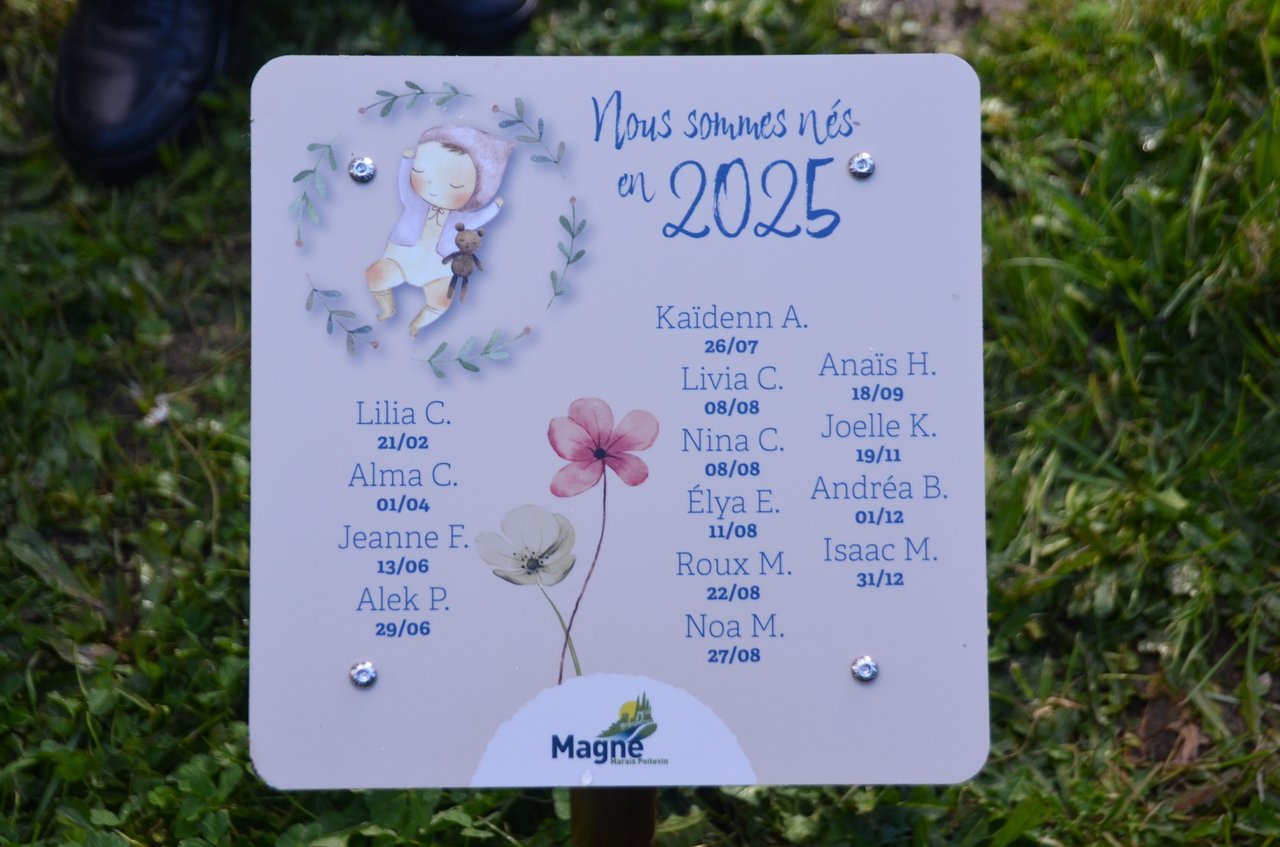 Nous sommes nés
en 2025
Lilia C.
21/02
Alma C.
01/04
Jeanne F.
13/06
Alek P.
29/06
Kaïdenn A.
26/07
Livia C.
08/08
Nina C.
08/08
Élya E.
11/08
Roux M.
22/08
Noa M.
27/08
Anaïs H.
18/09
Joelle K.
19/11
Andréa B.
01/12
Isaac M.
31/12
Magné
Marais Poitevin